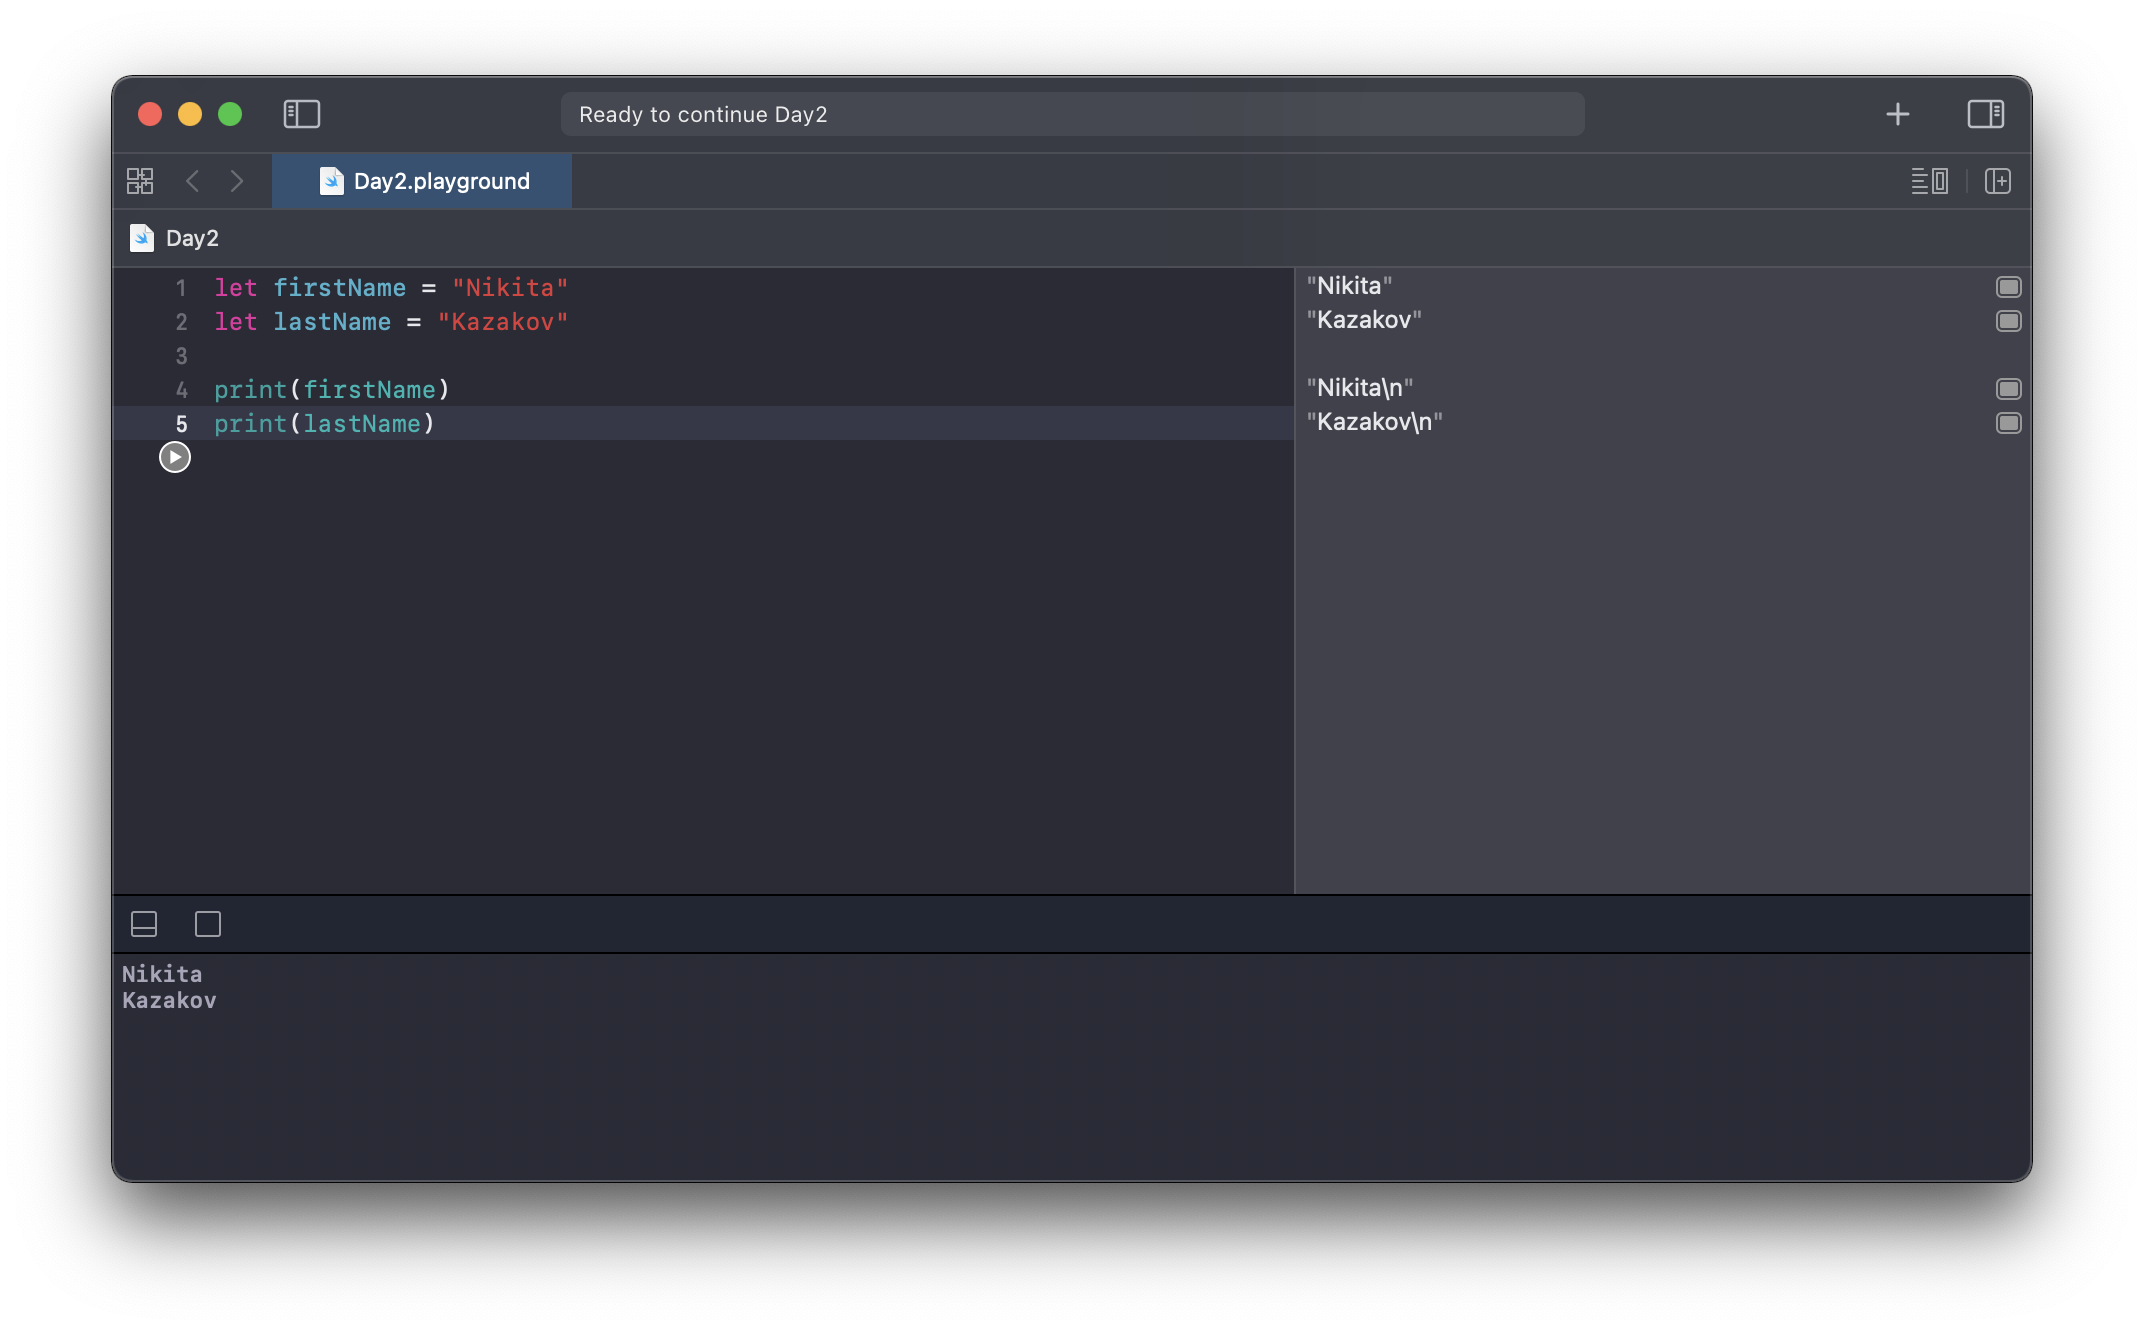 Ready to continue Day2
Day2.playground
Day2
1 let firstName = "Nikita"
2 let lastName = "Kazakov"
3
4 print(firstName)
5 print(lastName)
"Nikita"
"Kazakov"
"Nikita\n"
"Kazakov\n"
Nikita
Kazakov